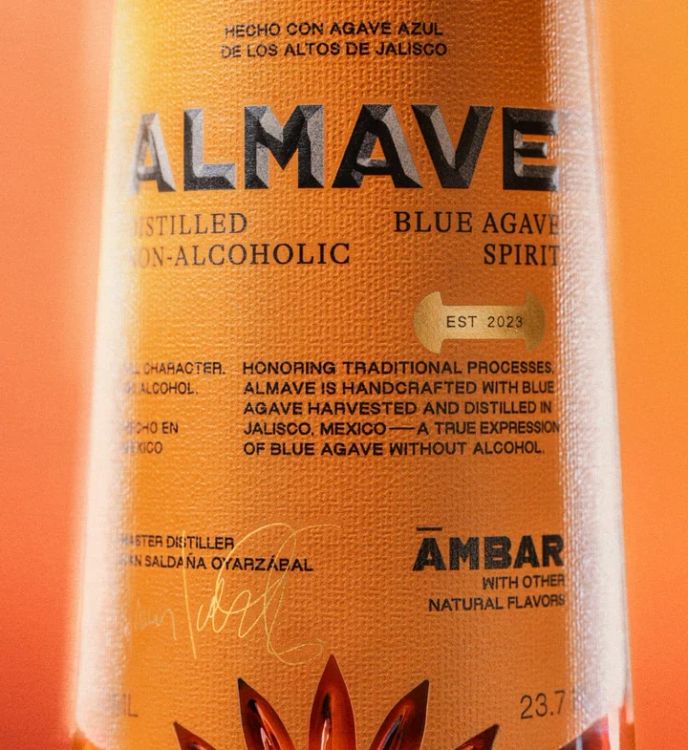 HECHO CON AGAVE AZUL
DE LOS ALTOS DE JALISCO
ALMAVE
DISTILLED BLUE AGAVE
NON-ALCOHOLIC SPIRIT
EST 2023
CHARACTER.
ALCOHOL.
HECHO EN
MEXICO
HONORING TRADITIONAL PROCESSES,
ALMAVE IS HANDCRAFTED WITH BLUE
AGAVE HARVESTED AND DISTILLED IN
JALISCO, MEXICO—A TRUE EXPRESSION
OF BLUE AGAVE WITHOUT ALCOHOL.
MASTER DISTILLER
SALDAÑA OYARZÁBAL
ĀMBAR
WITH OTHER
NATURAL FLAVORS
23.7